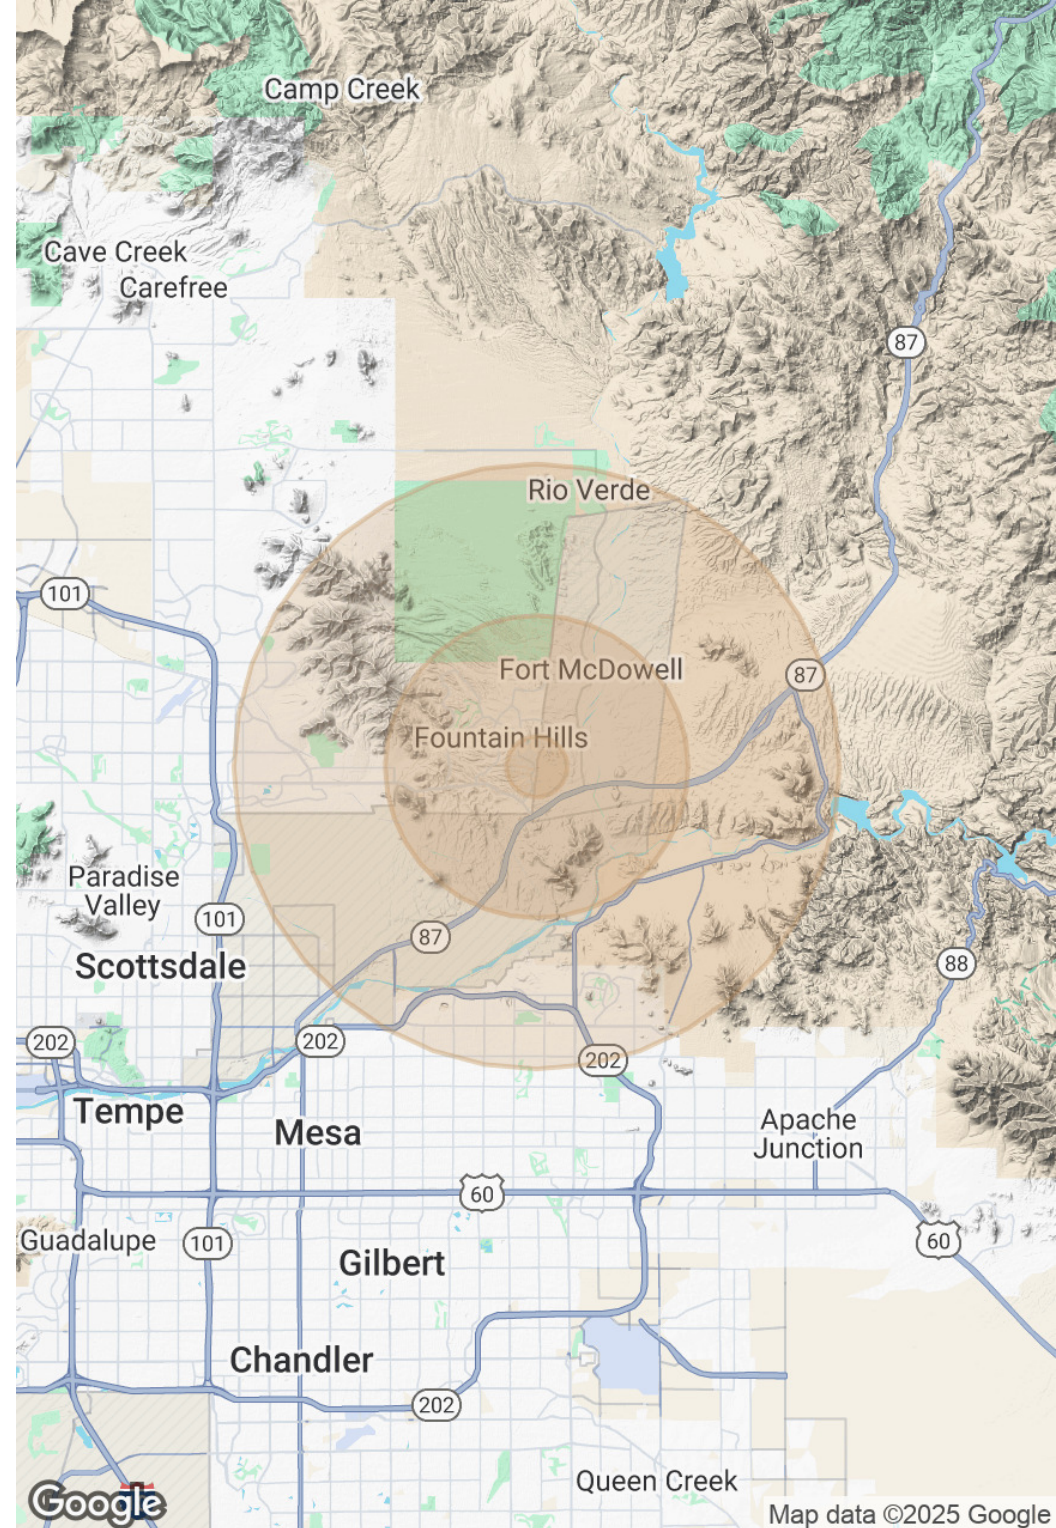 Camp Creek
Cave Creek
Carefree
87
Rio Verde
101
Fort McDowell
87
Fountain Hills
Paradise
Valley
101
87
Scottsdale
88
202
202
202
Tempe
Mesa
Apache
Junction
60
Guadalupe
101
60
Gilbert
Chandler
202
Queen Creek
Google
Map data ©2025 Google